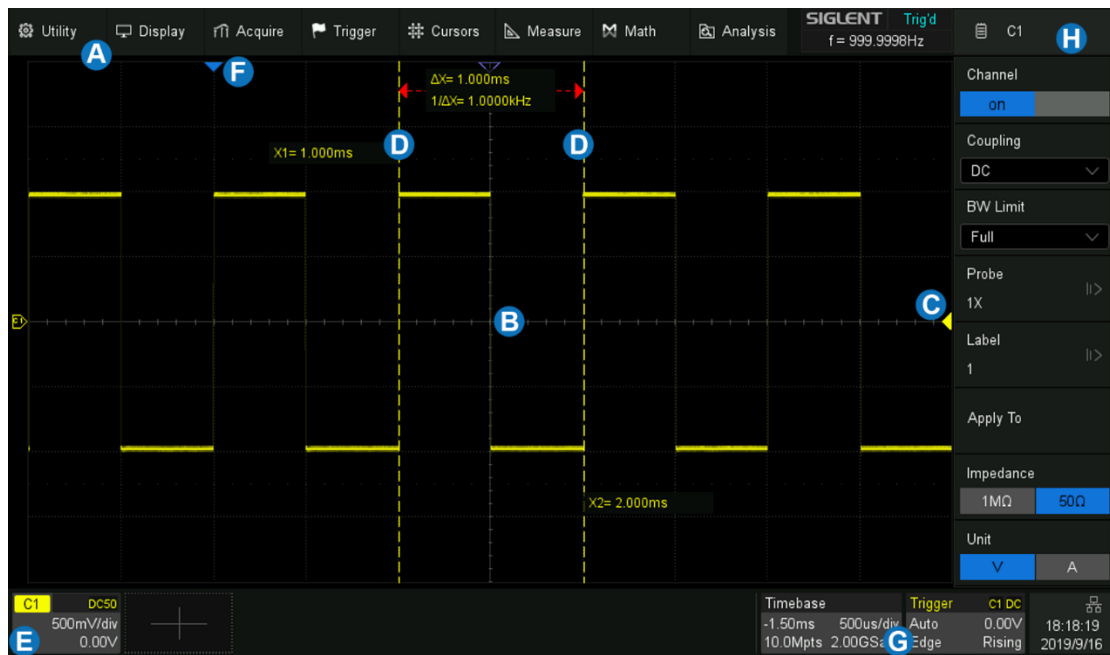 Utility Display Acquire Trigger Cursors Measure Math Analysis
SIGLENT Trig'd
f = 999.9998Hz
C1
H
A
F
ΔX= 1.000ms
1/ΔX= 1.0000kHz
D
D
X1= 1.000ms
C1
B
C
X2= 2.000ms
Channel
on
Coupling
DC
BW Limit
Full
Probe
1X
Label
1
Apply To
Impedance
1MΩ 50Ω
Unit
V A
C1 DC50
500mV/div
0.00V
E
Timebase
-1.50ms 500us/div
10.0Mpts
G
Trigger C1 DC
Auto 0.00V
Edge Rising
18:18:19
2019/9/16